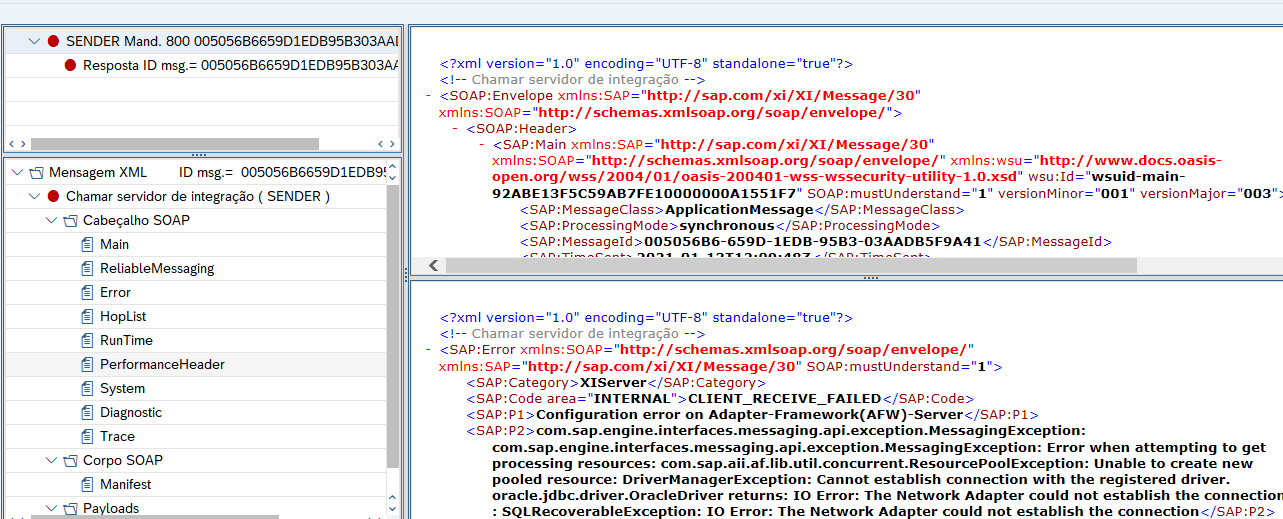 SENDER Mand. 800 005056B6659D1EDB95B303AA
Resposta ID msg.= 005056B6659D1EDB95B303AA
Mensagem XML ID msg.= 005056B6659D1EDB95
Chamar servidor de integração ( SENDER )
Cabeçalho SOAP
Main
ReliableMessaging
Error
HopList
RunTime
PerformanceHeader
System
Diagnostic
Trace
Corpo SOAP
Manifest
Payloads
<?xml version="1.0" encoding="UTF-8" standalone="true"?>
<!-- Chamar servidor de integração -->
- <SOAP:Envelope xmlns:SAP="http://sap.com/xi/XI/Message/30"
xmlns:SOAP="http://schemas.xmlsoap.org/soap/envelope/">
- <SOAP:Header>
- <SAP:Main xmlns:SAP="http://sap.com/xi/XI/Message/30"
xmlns:SOAP="http://schemas.xmlsoap.org/soap/envelope/" xmlns:wsu="http://www.docs.oasis-
open.org/wss/2004/01/oasis-200401-wss-wssecurity-utility-1.0.xsd" wsu:Id="wsuid-main-
92ABE13F5C59AB7FE10000000A1551F7" SOAP:mustUnderstand="1" versionMinor="001" versionMajor="003">
<SAP:MessageClass>ApplicationMessage</SAP:MessageClass>
<SAP:ProcessingMode>synchronous</SAP:ProcessingMode>
<SAP:MessageId>005056B6-659D-1EDB-95B3-03AADB5F9A41</SAP:MessageId>
<SAP:TimeSent>2021-01-13T12:00:48Z</SAP:TimeSent>
<?xml version="1.0" encoding="UTF-8" standalone="true"?>
<!-- Chamar servidor de integração -->
- <SAP:Error xmlns:SOAP="http://schemas.xmlsoap.org/soap/envelope/"
xmlns:SAP="http://sap.com/xi/XI/Message/30" SOAP:mustUnderstand="1">
<SAP:Category>XIServer</SAP:Category>
<SAP:Code area="INTERNAL">CLIENT_RECEIVE_FAILED</SAP:Code>
<SAP:P1>Configuration error on Adapter-Framework(AFW)-Server</SAP:P1>
<SAP:P2>com.sap.engine.interfaces.messaging.api.exception.MessagingException:
com.sap.engine.interfaces.messaging.api.exception.MessagingException: Error when attempting to get
processing resources: com.sap.aii.af.lib.util.concurrent.ResourcePoolException: Unable to create new
pooled resource: DriverManagerException: Cannot establish connection with the registered driver.
oracle.jdbc.driver.OracleDriver returns: IO Error: The Network Adapter could not establish the connection
: SQLRecoverableException: IO Error: The Network Adapter could not establish the connection</SAP:P2>